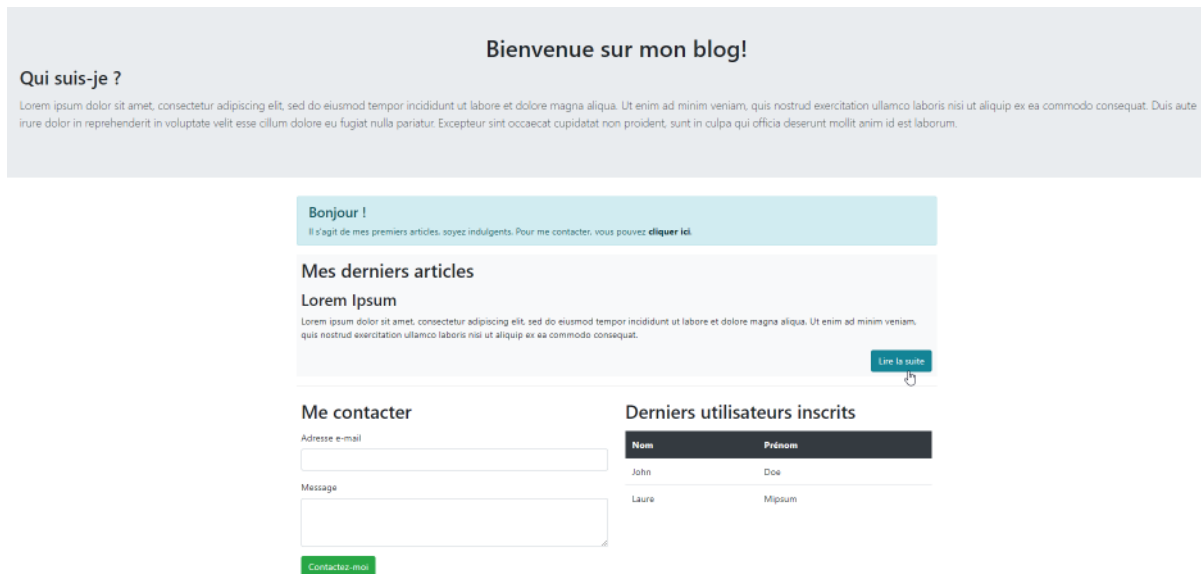 Bienvenue sur mon blog!
Qui suis-je ?
Lorem ipsum dolor sit amet, consectetur adipiscing elit, sed do eiusmod tempor incididunt ut labore et dolore magna aliqua. Ut enim ad minim veniam, quis nostrud exercitation ullamco laboris nisi ut aliquip ex ea commodo consequat. Duis aute
irure dolor in reprehenderit in voluptate velit esse cillum dolore eu fugiat nulla pariatur. Excepteur sint occaecat cupidatat non proident, sunt in culpa qui officia deserunt mollit anim id est laborum.
Bonjour !
Il s'agit de mes premiers articles, soyez indulgents. Pour me contacter, vous pouvez cliquer ici.
Mes derniers articles
Lorem Ipsum
Lorem ipsum dolor sit amet, consectetur adipiscing elit, sed do eiusmod tempor incididunt ut labore et dolore magna aliqua. Ut enim ad minim veniam,
quis nostrud exercitation ullamco laboris nisi ut aliquip ex ea commodo consequat.
Lire la suite
Me contacter
Adresse e-mail
Message
Contactez-moi
Derniers utilisateurs inscrits
Nom Prénom
John Doe
Laure Mipsum